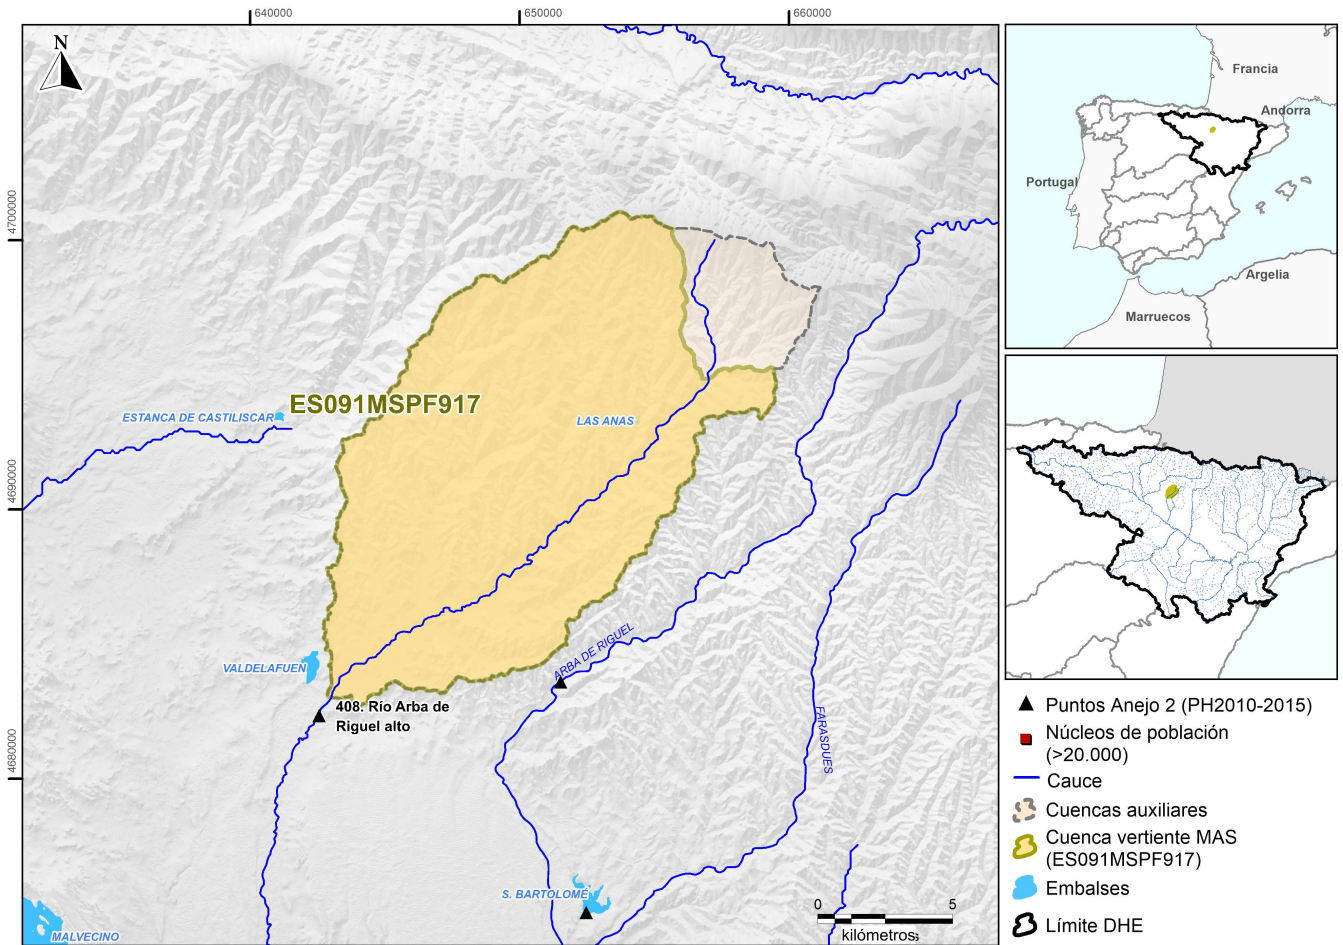 640000
650000
660000
N
4700000
4690000
4680000
ES091MSPF917
ESTANCA DE CASTILISCAR
LAS ANAS
VALDELAFUEN
ARBA DE RIGUEL
408. Rio Arba de
Riguel alto
FARASDUES
S. BARTOLOMÉ
MALVECINO
0
5
kilómetros
Francia
Andorra
Portugal
Argelia
Marruecos
Puntos Anejo 2 (PH2010-2015)
Núcleos de población
(>20.000)
Cauce
Cuencas auxiliares
Cuenca vertiente MAS
(ES091MSPF917)
Embalses
Límite DHE